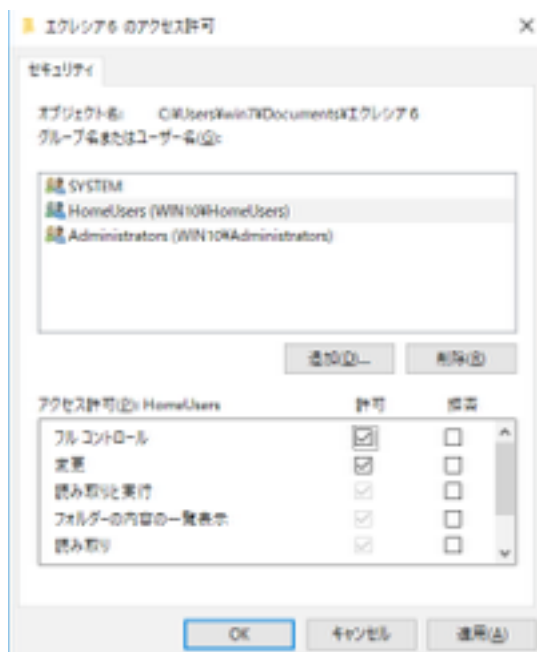 エクレシア6 のアクセス許可
セキュリティ
オブジェクト名: C:¥Users¥win7¥Documents¥エクレシア6
グループ名またはユーザー名(G):
SYSTEM
HomeUsers (WIN10¥HomeUsers)
Administrators (WIN10¥Administrators)
追加(D)...
削除(R)
アクセス許可(P): HomeUsers 許可 拒否
フル コントロール
変更
読み取りと実行
フォルダーの内容の一覧表示
読み取り
OK
キャンセル
適用(A)